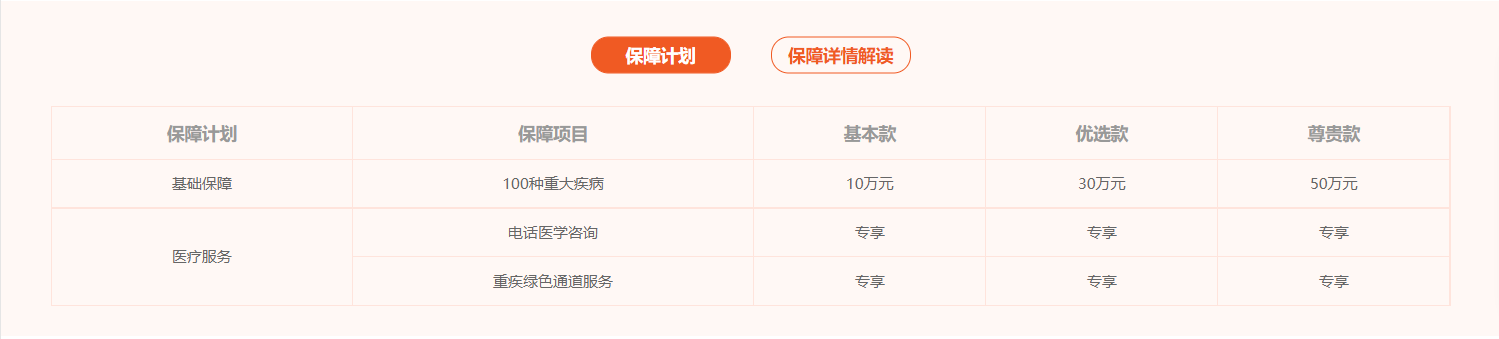 保障计划 保障详情解读
保障计划 保障项目 基本款 优选款 尊贵款
基础保障 100种重大疾病 10万元 30万元 50万元
医疗服务 电话医学咨询 专享 专享 专享
重疾绿色通道服务 专享 专享 专享